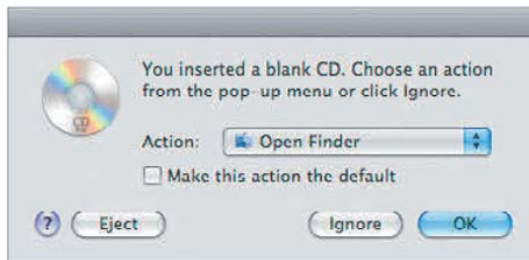 You inserted a blank CD. Choose an action
from the pop-up menu or click Ignore.
CD
Action: Open Finder
Make this action the default
? Eject Ignore OK